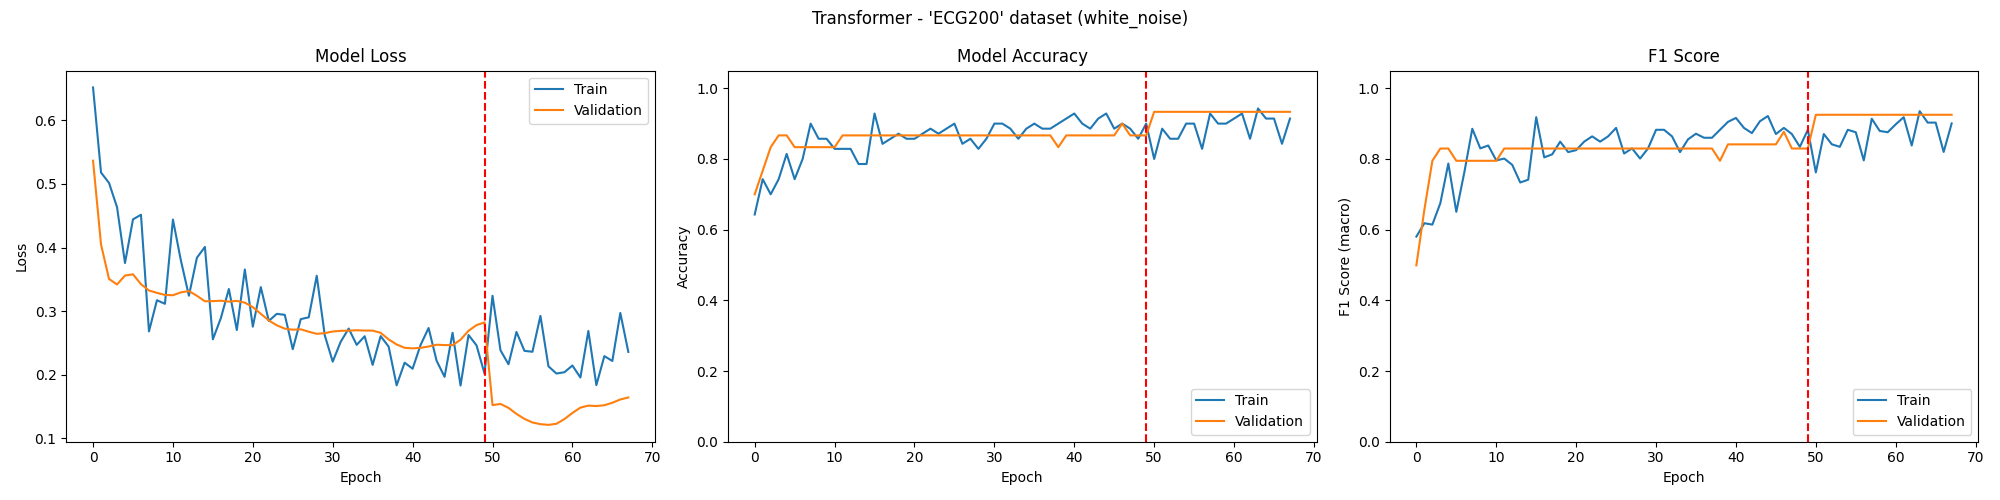 Transformer - 'ECG200' dataset (white_noise)
Model Loss
Loss
0.6
0.5
0.4
0.3
0.2
0.1
Train
Validation
0 10 20 30 40 50 60 70
Epoch
Model Accuracy
Accuracy
1.0
0.8
0.6
0.4
0.2
0.0
Train
Validation
0 10 20 30 40 50 60 70
Epoch
F1 Score
F1 Score (macro)
1.0
0.8
0.6
0.4
0.2
0.0
Train
Validation
0 10 20 30 40 50 60 70
Epoch